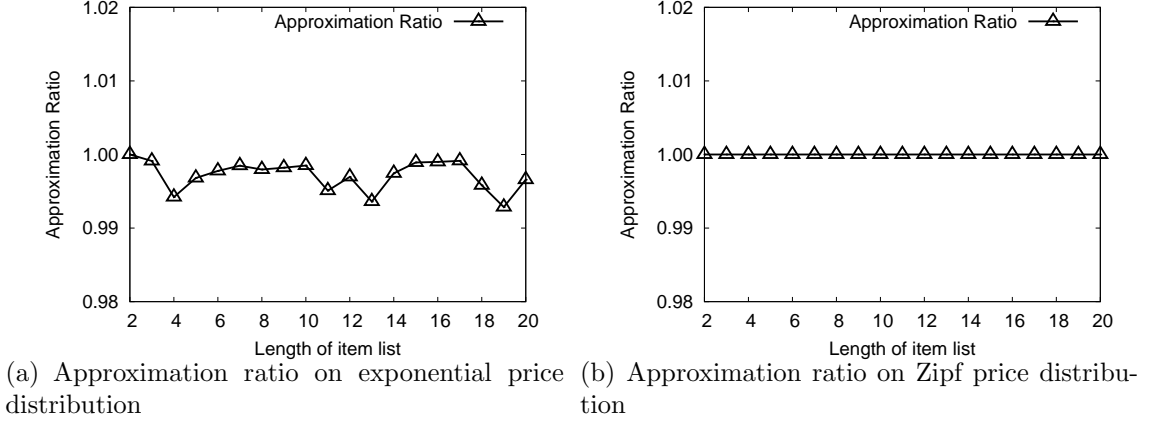 1.02
1.01
1.00
0.99
0.98
Approximation Ratio
Approximation Ratio
2 4 6 8 10 12 14 16 18 20
Length of item list
(a) Approximation ratio on exponential price
distribution
1.02
1.01
1.00
0.99
0.98
Approximation Ratio
Approximation Ratio
2 4 6 8 10 12 14 16 18 20
Length of item list
(b) Approximation ratio on Zipf price distribu-
tion